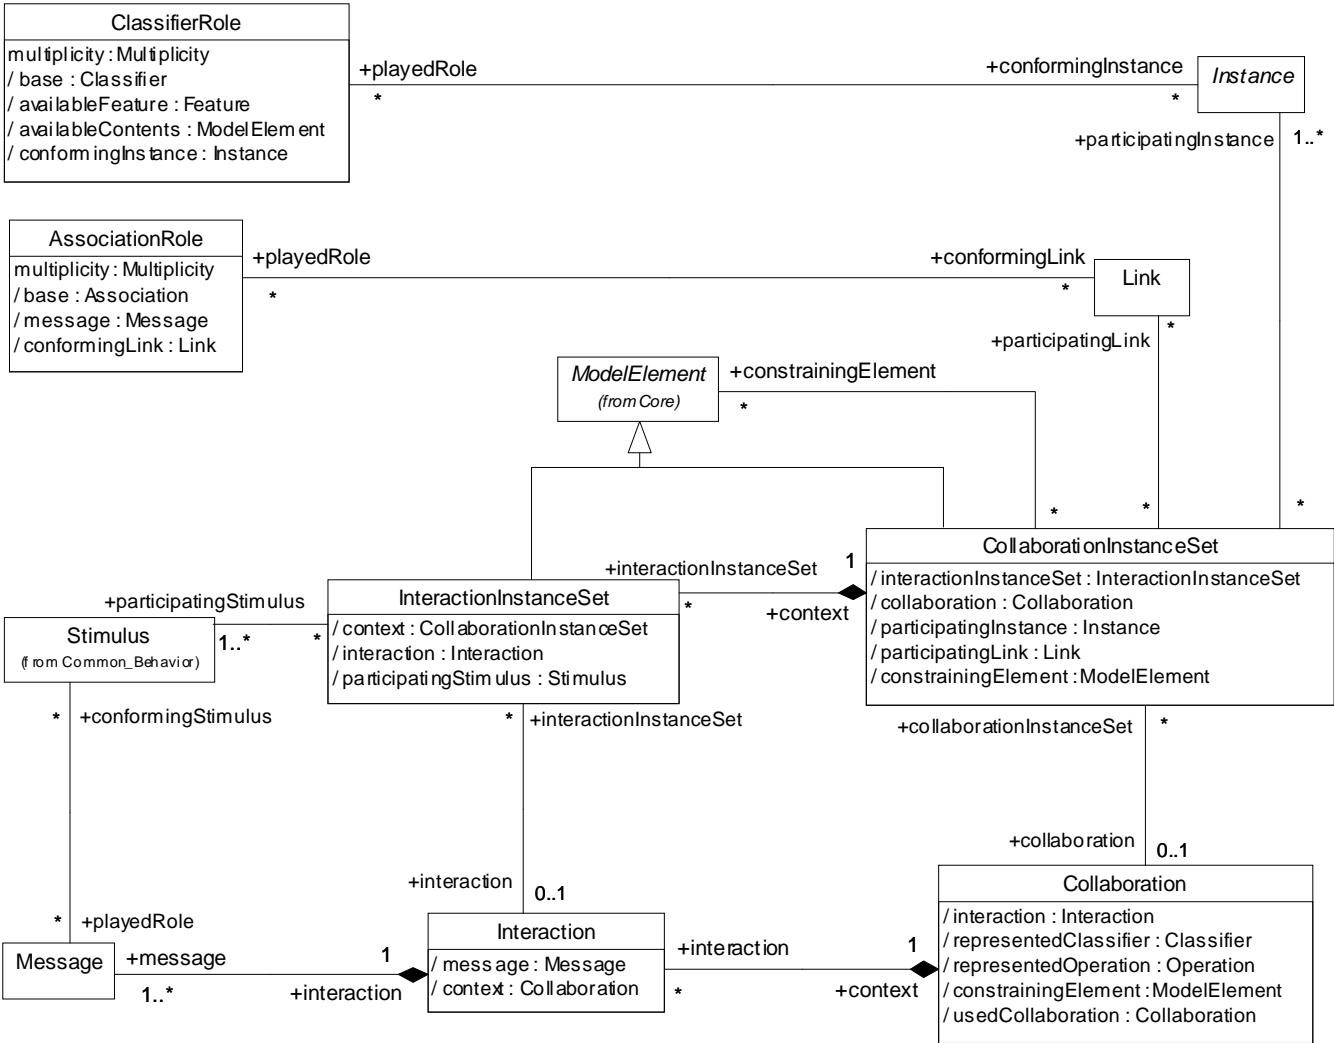 ClassifierRole
multiplicity : Multiplicity
/ base : Classifier
/ availableFeature : Feature
/ availableContents : ModelElement
/ conformingInstance : Instance
+playedRole
*
+conformingInstance
*
Instance
+participatingInstance
1..*
AssociationRole
multiplicity : Multiplicity
/ base : Association
/ message : Message
/ conformingLink : Link
+playedRole
*
+conformingLink
*
Link
*
+participatingLink
ModelElement
(from Core)
+constrainingElement
*
*
*
*
CollaborationInstanceSet
/ interactionInstanceSet : InteractionInstanceSet
/ collaboration : Collaboration
/ participatingInstance : Instance
/ participatingLink : Link
/ constrainingElement : ModelElement
+interactionInstanceSet
1
*
+context
InteractionInstanceSet
/ context : CollaborationInstanceSet
/ interaction : Interaction
/ participatingStimulus : Stimulus
+participatingStimulus
1..*
*
Stimulus
(from Common_Behavior)
*
+conformingStimulus
*
+interactionInstanceSet
+collaborationInstanceSet
*
+collaboration
0..1
+interaction
0..1
*
+playedRole
Message
+message
1
1..*
+interaction
Interaction
/ message : Message
/ context : Collaboration
+interaction
1
*
+context
Collaboration
/ interaction : Interaction
/ representedClassifier : Classifier
/ representedOperation : Operation
/ constrainingElement : ModelElement
/ usedCollaboration : Collaboration